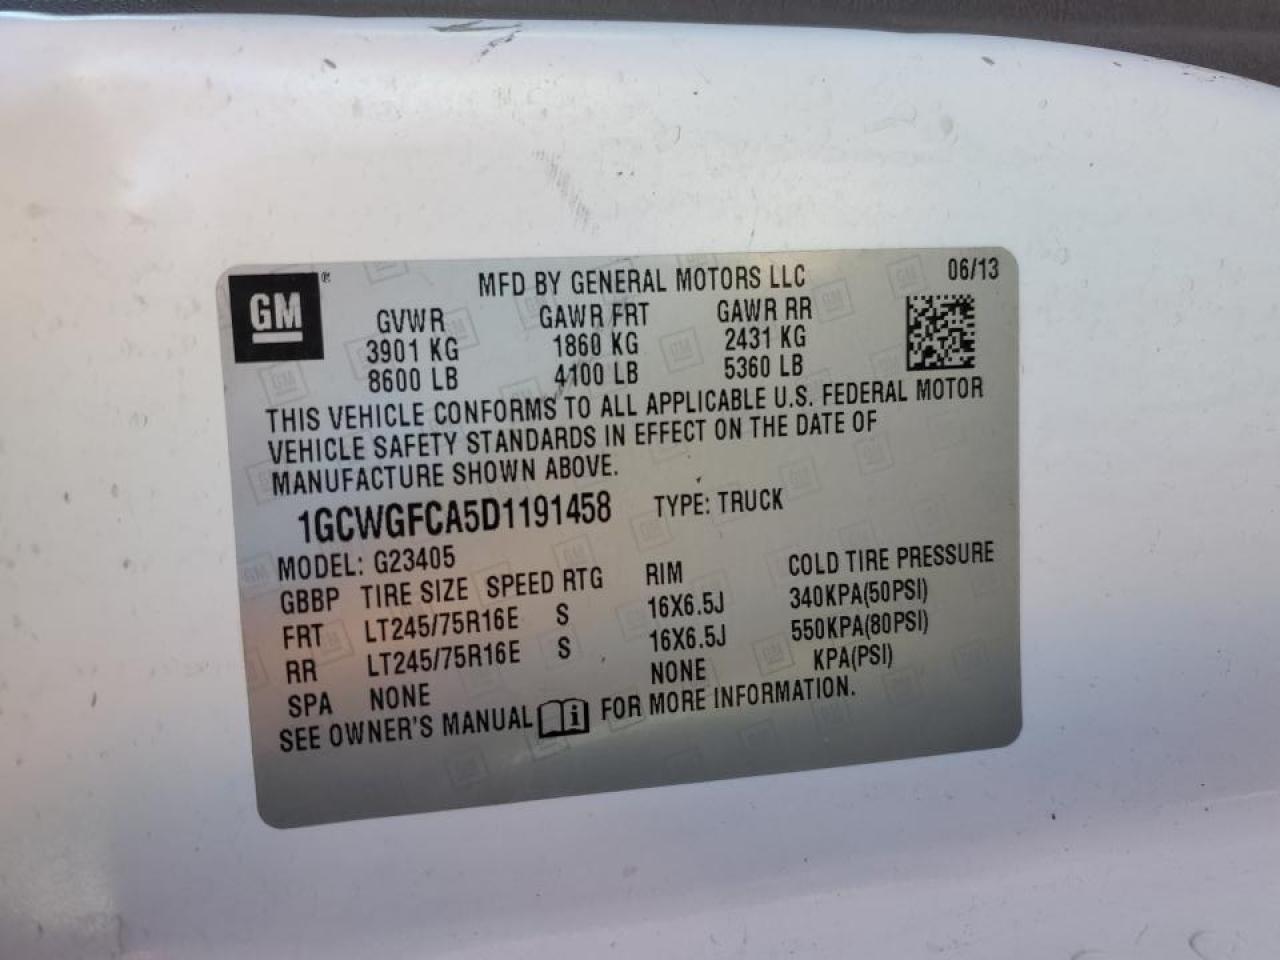 GM ®
MFD BY GENERAL MOTORS LLC 06/13
GVWR GAWR FRT GAWR RR
3901 KG 1860 KG 2431 KG
8600 LB 4100 LB 5360 LB
THIS VEHICLE CONFORMS TO ALL APPLICABLE U.S. FEDERAL MOTOR
VEHICLE SAFETY STANDARDS IN EFFECT ON THE DATE OF
MANUFACTURE SHOWN ABOVE.
1GCWGFCA5D1191458 TYPE: TRUCK
MODEL: G23405
GBBP TIRE SIZE SPEED RTG RIM COLD TIRE PRESSURE
FRT LT245/75R16E S 16X6.5J 340KPA(50PSI)
RR LT245/75R16E S 16X6.5J 550KPA(80PSI)
SPA NONE NONE KPA(PSI)
SEE OWNER'S MANUAL i FOR MORE INFORMATION.